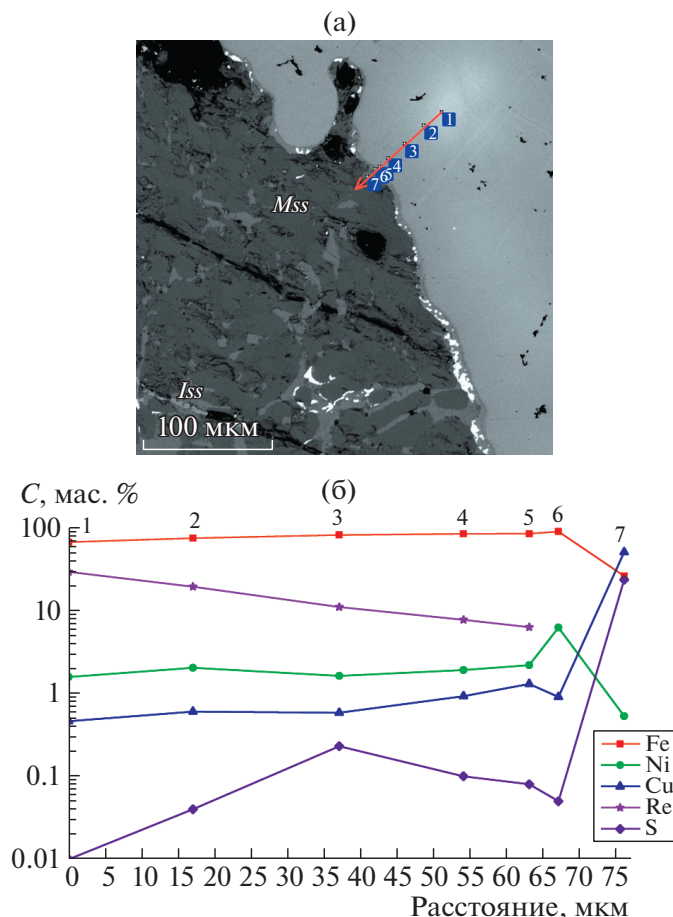 (а)
1
2
3
4
5
6
7
Mss
Iss
100 мкм
(б)
C, мас. %
1 2 3 4 5 6
7
100
10
1
0.1
0.01
Fe
Ni
Cu
Re
S
0 5 10 15 20 25 30 35 40 45 50 55 60 65 70 75
Расстояние, мкм